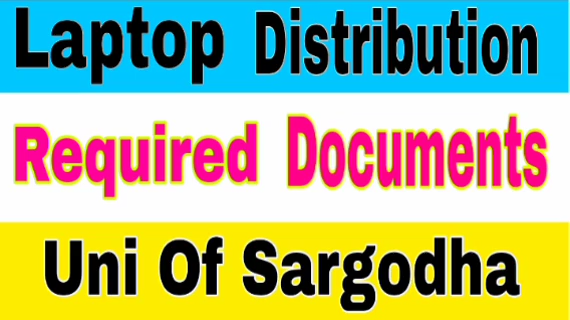 Laptop Distribution
Required Documents
Uni Of Sargodha